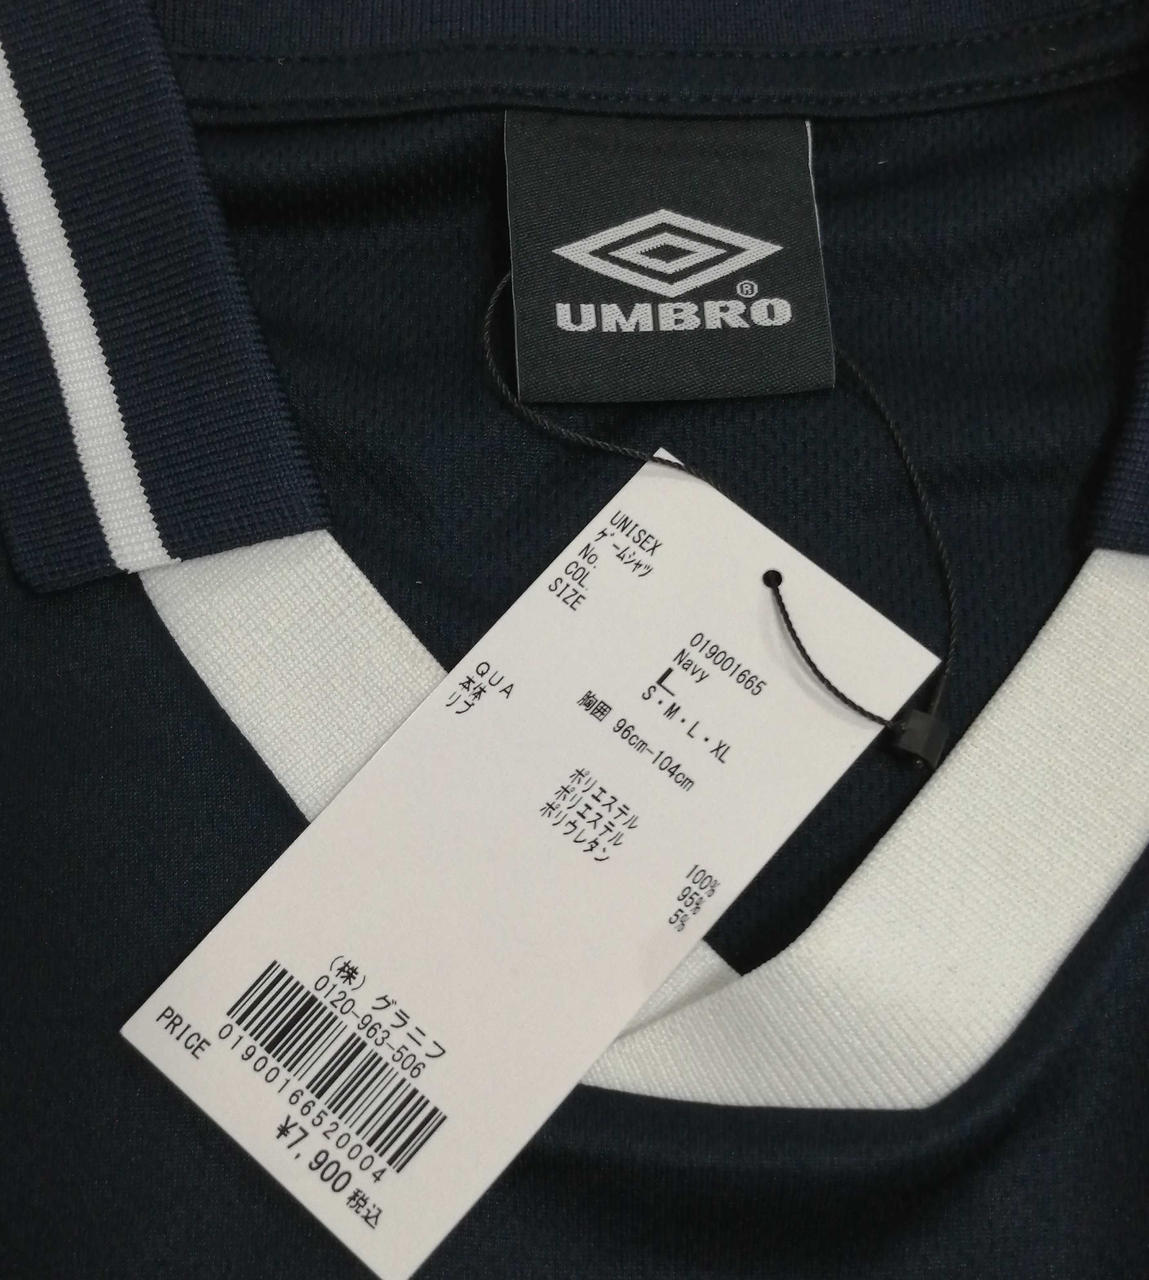 UMBRO®
UNISEX
ゲームシャツ
No. 019001665
COL. Navy
SIZE L
S・M・L・XL
胸囲 96cm-104cm
QUA
本体 ポリエステル 100%
リブ ポリエステル 95%
ポリウレタン 5%
(株)グラニフ
0120-963-506
01900166520004
PRICE ¥7,900 税込